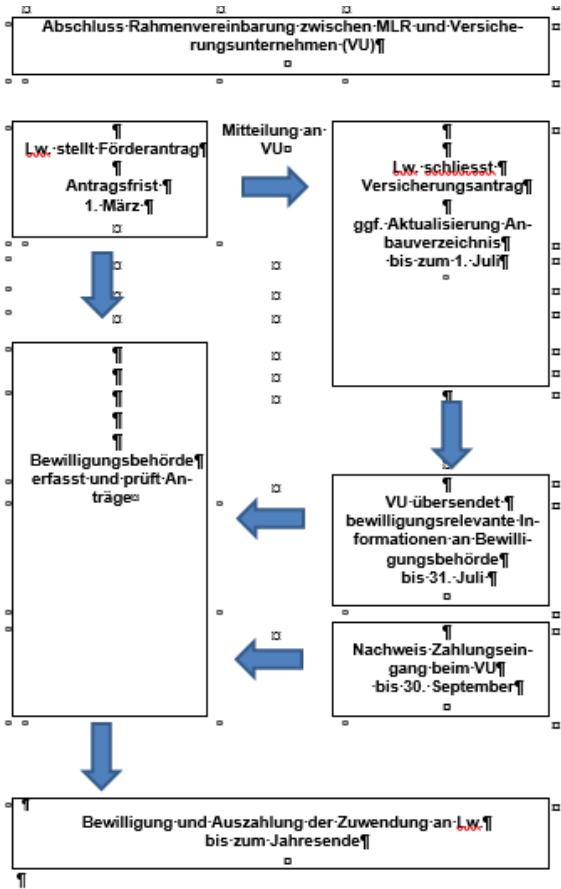 Abschluss Rahmenvereinbarung zwischen MLR und Versiche-
rungsunternehmen (VU)
Lw. stellt Förderantrag
Antragsfrist
1. März
Mitteilung an
VU
Lw. schliesst
Versicherungsantrag
ggf. Aktualisierung An-
bauverzeichnis
bis zum 1. Juli
Bewilligungsbehörde
erfasst und prüft An-
träge
VU übersendet
bewilligungsrelevante In-
formationen an Bewilli-
gungsbehörde
bis 31. Juli
Nachweis Zahlungsein-
gang beim VU
bis 30. September
Bewilligung und Auszahlung der Zuwendung an Lw.
bis zum Jahresende